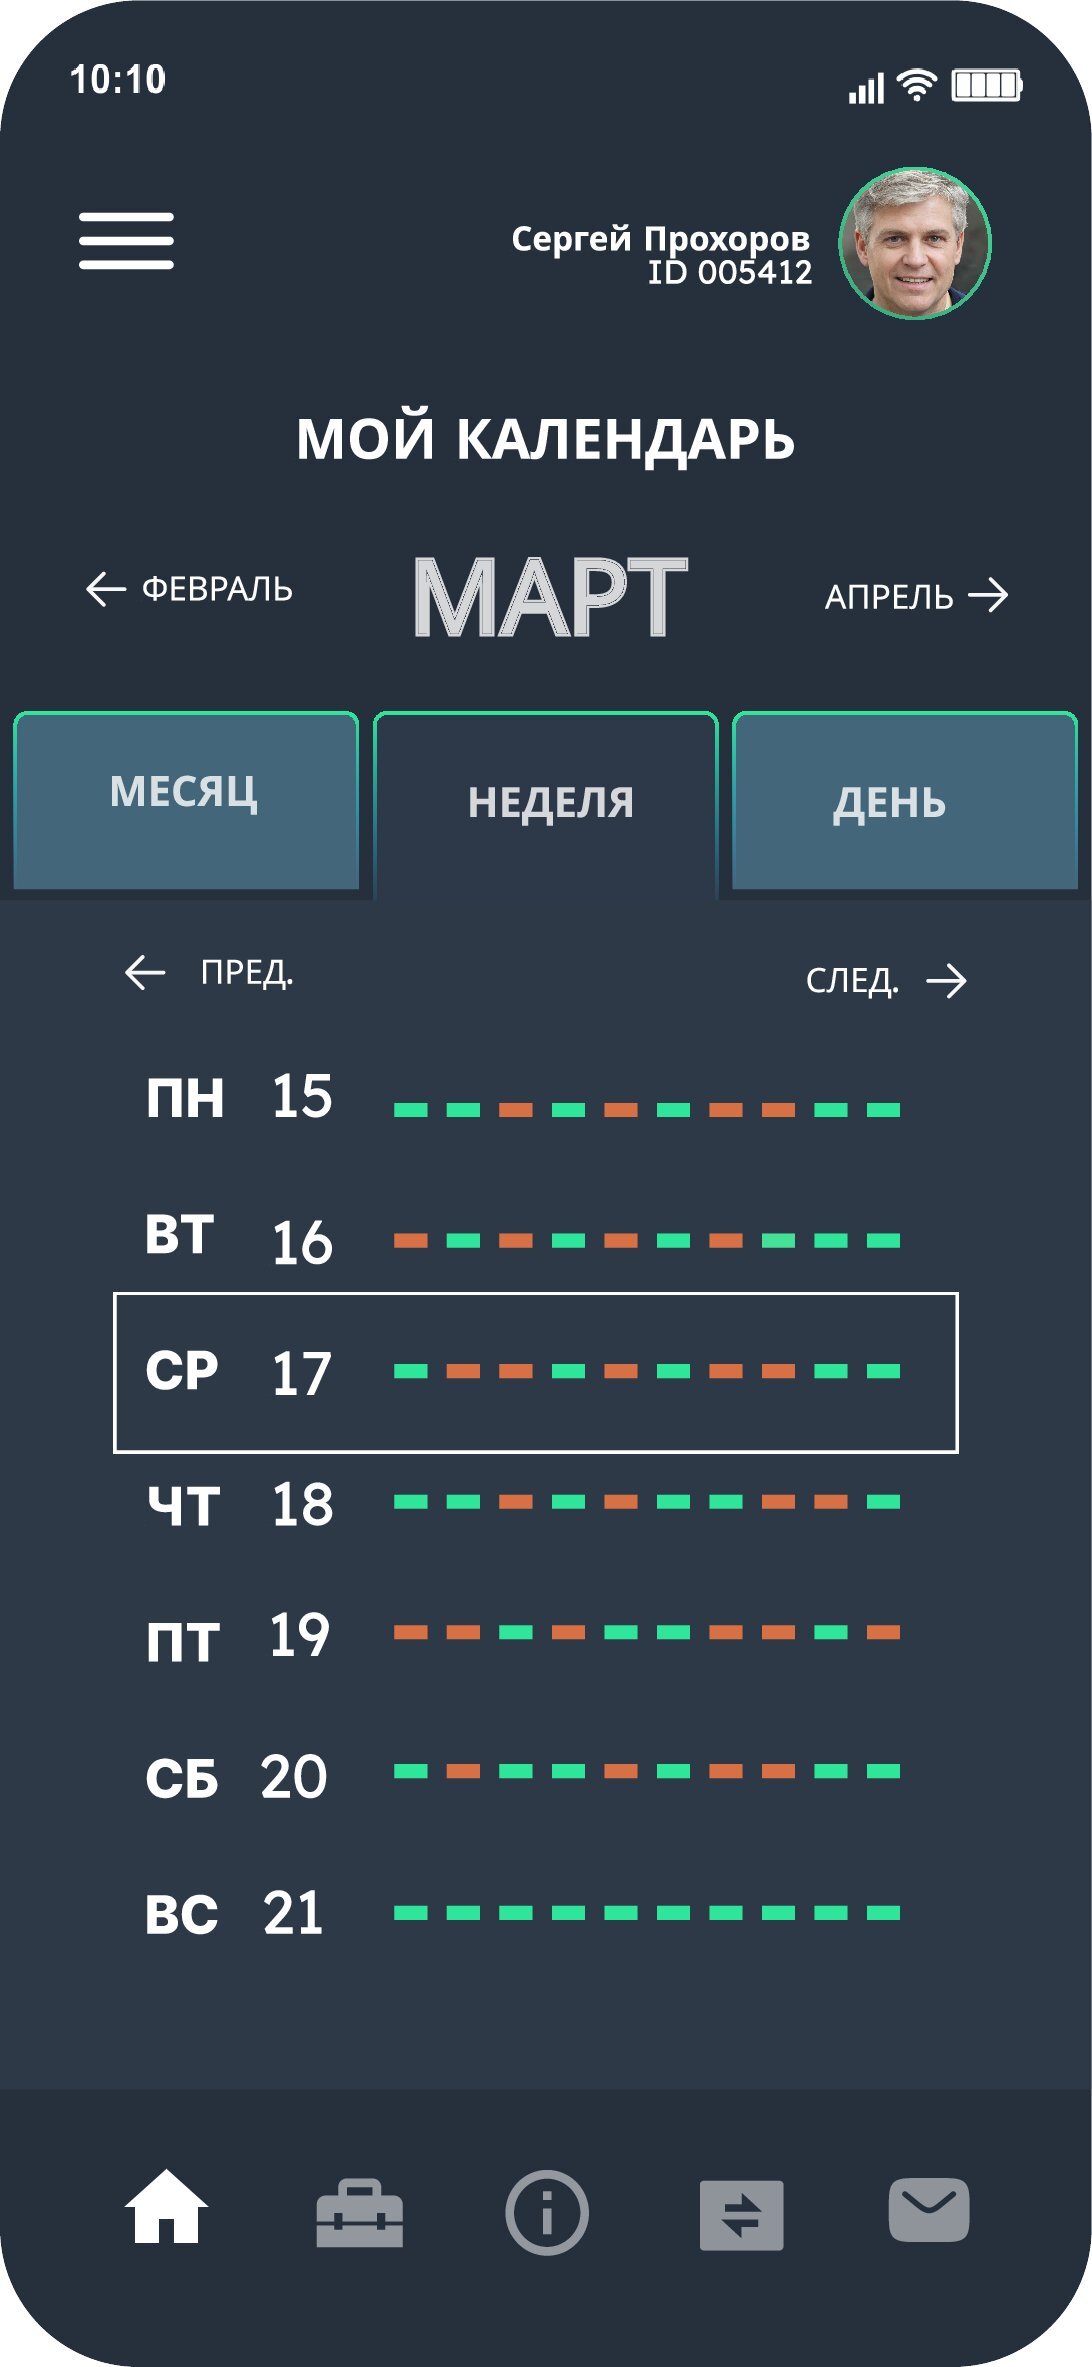 10:10
Сергей Прохоров
ID 005412
МОЙ КАЛЕНДАРЬ
ФЕВРАЛЬ МАРТ АПРЕЛЬ
МЕСЯЦ НЕДЕЛЯ ДЕНЬ
ПРЕД. СЛЕД.
ПН 15
ВТ 16
СР 17
ЧТ 18
ПТ 19
СБ 20
ВС 21